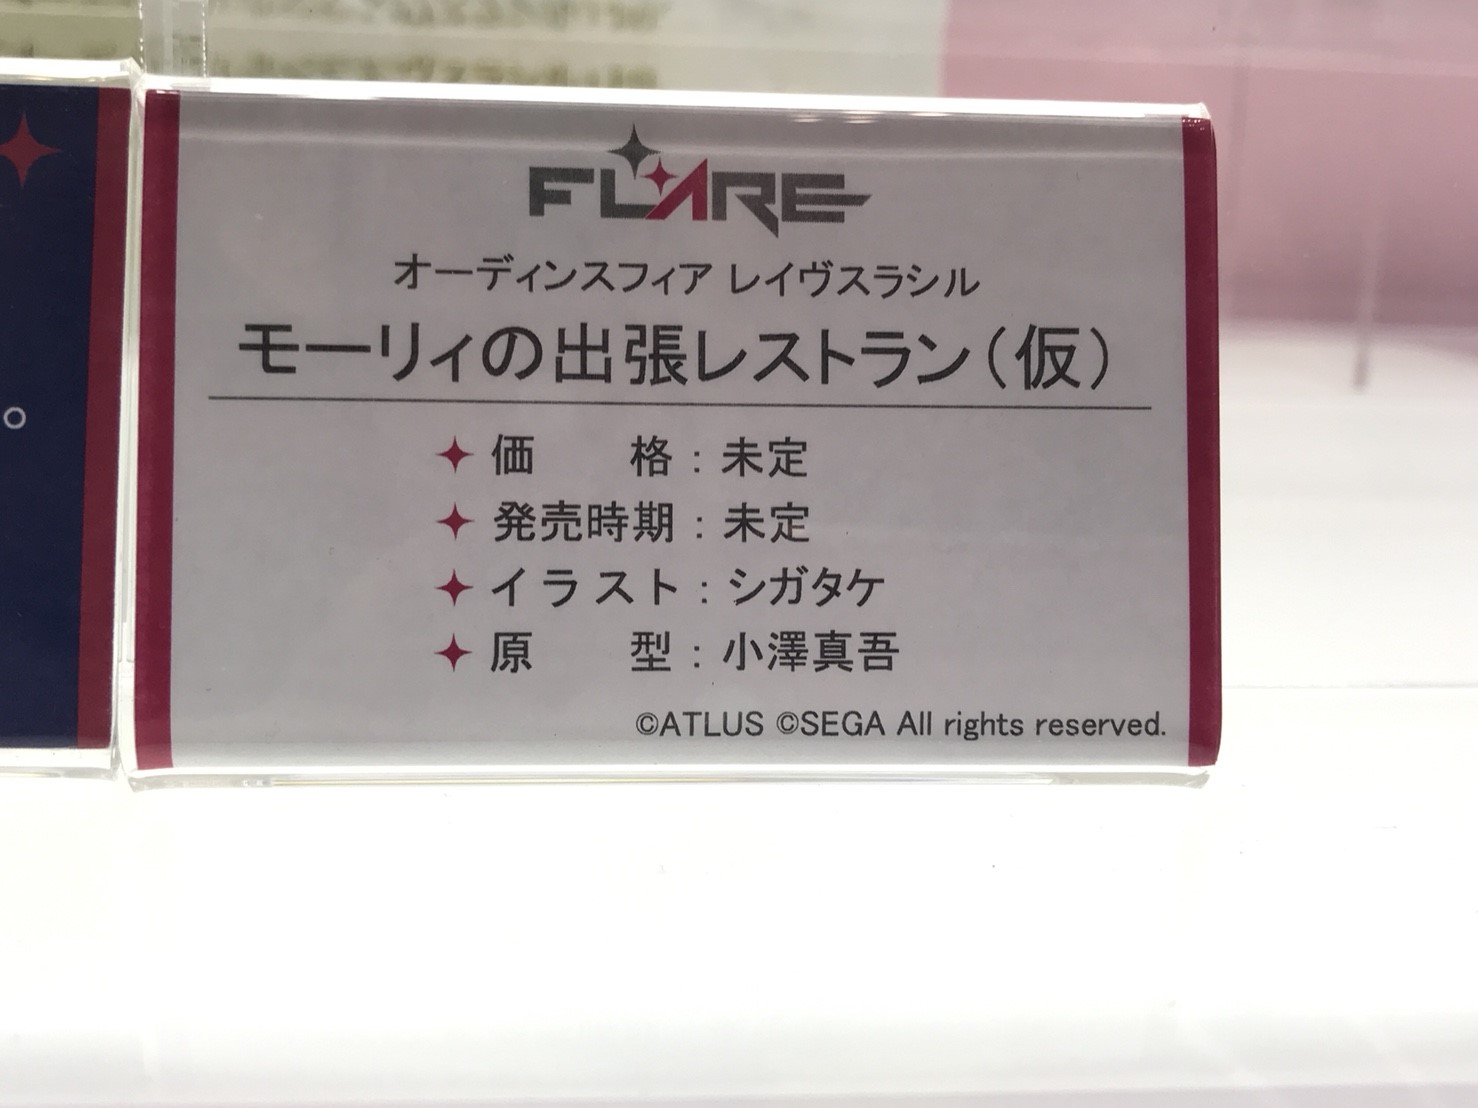 FLARE
オーディンスフィア レイヴスラシル
モーリィの出張レストラン（仮）
価　　格：未定
発売時期：未定
イラスト：シガタケ
原　　型：小澤真吾
©ATLUS ©SEGA All rights reserved.